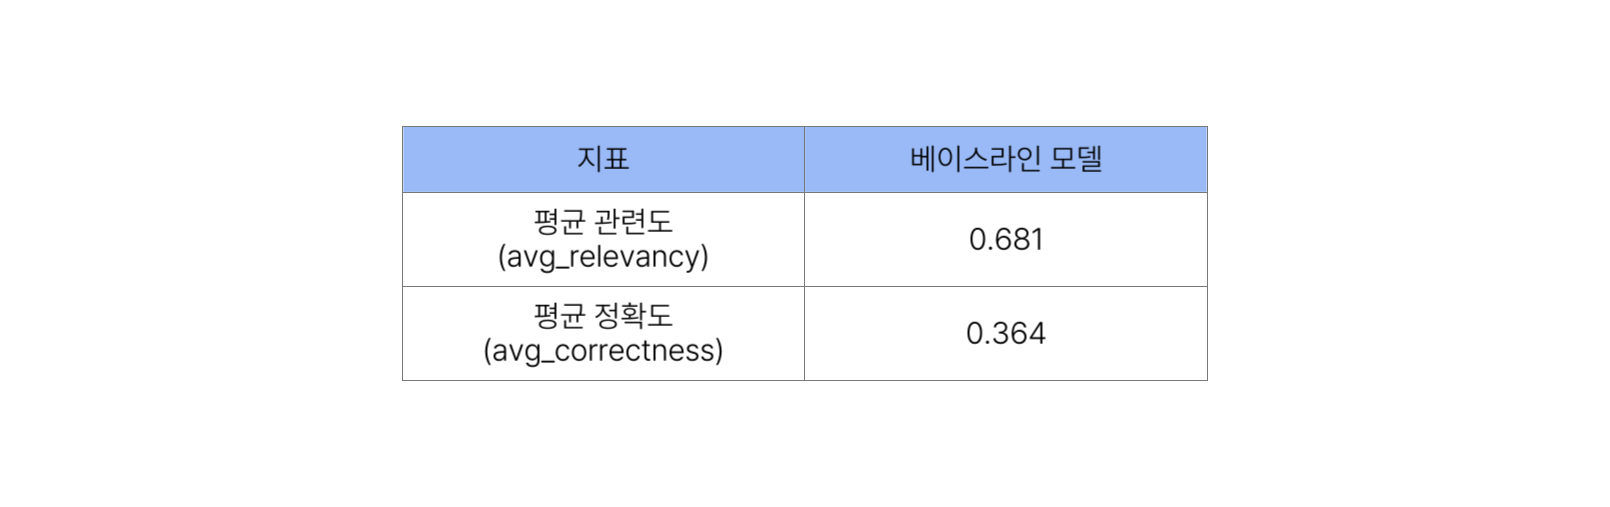 지표
베이스라인 모델
평균 관련도
(avg_relevancy)
0.681
평균 정확도
(avg_correctness)
0.364